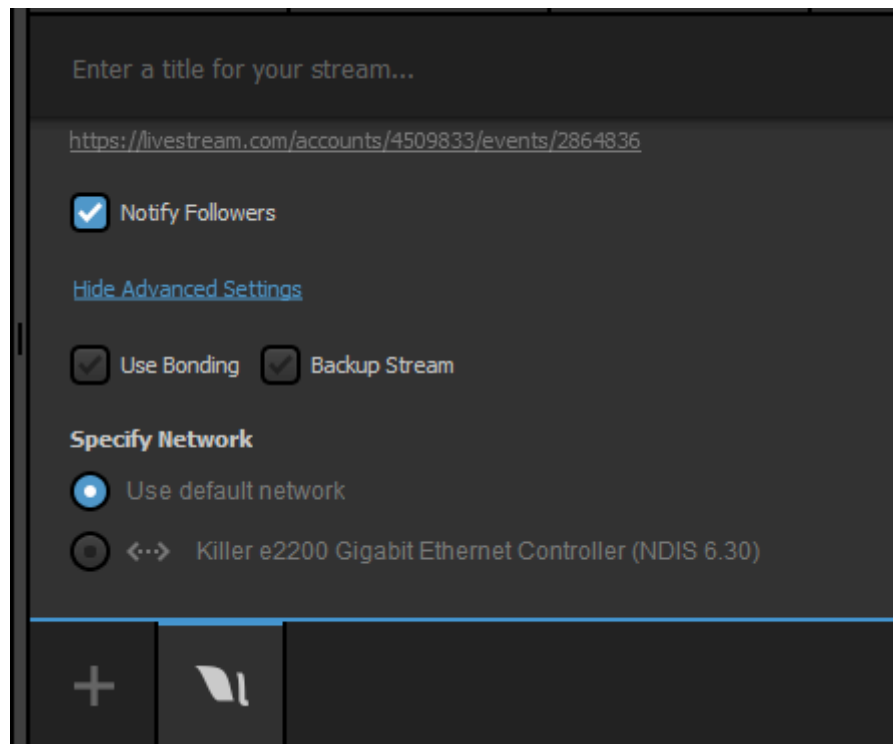 Enter a title for your stream...
https://livestream.com/accounts/4509833/events/2864836
Notify Followers
Hide Advanced Settings
Use Bonding Backup Stream
Specify Network
Use default network
Killer e2200 Gigabit Ethernet Controller (NDIS 6.30)